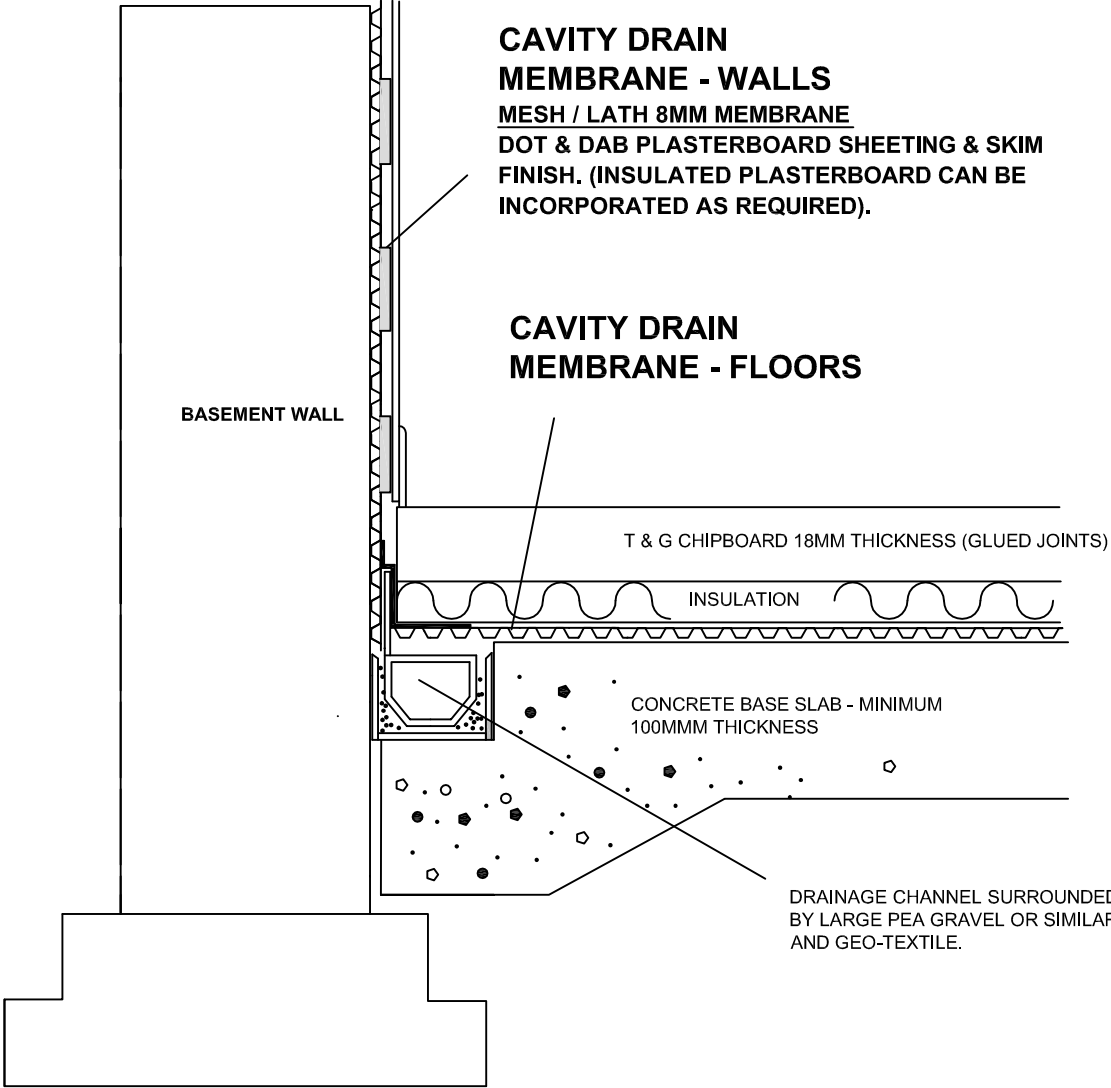 CAVITY DRAIN
MEMBRANE - WALLS
MESH / LATH 8MM MEMBRANE
DOT & DAB PLASTERBOARD SHEETING & SKIM
FINISH. (INSULATED PLASTERBOARD CAN BE
INCORPORATED AS REQUIRED).
CAVITY DRAIN
MEMBRANE - FLOORS
BASEMENT WALL
T & G CHIPBOARD 18MM THICKNESS (GLUED JOINTS)
INSULATION
CONCRETE BASE SLAB - MINIMUM
100MMM THICKNESS
DRAINAGE CHANNEL SURROUNDED
BY LARGE PEA GRAVEL OR SIMILAR
AND GEO-TEXTILE.